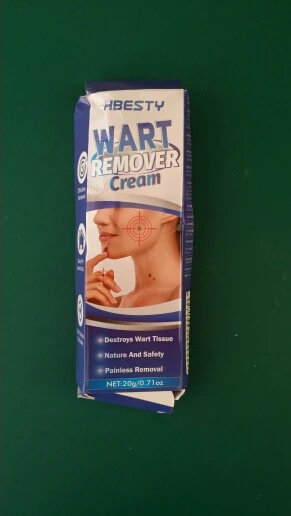 HBESTY
WART
REMOVER
Cream
Destroys Wart Tissue
Nature And Safety
Painless Removal
NET:20g/0.71oz